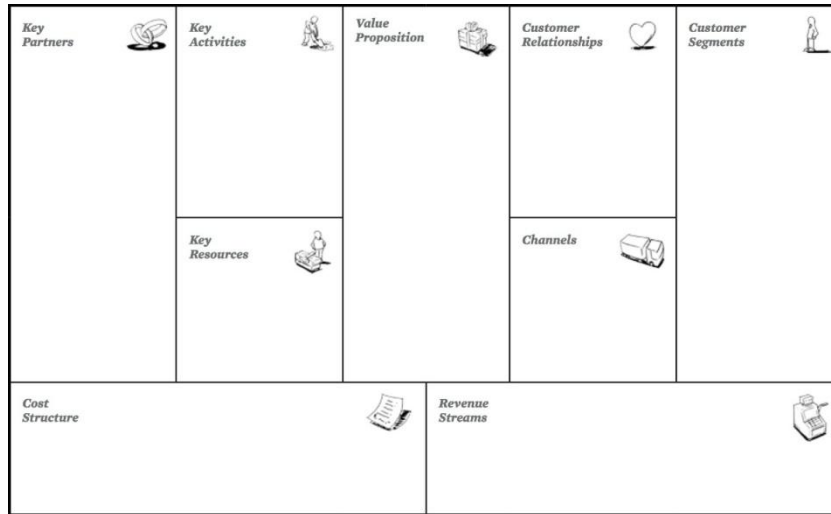 Key
Partners
Key
Activities
Value
Proposition
Customer
Relationships
Customer
Segments
Key
Resources
Channels
Cost
Structure
Revenue
Streams